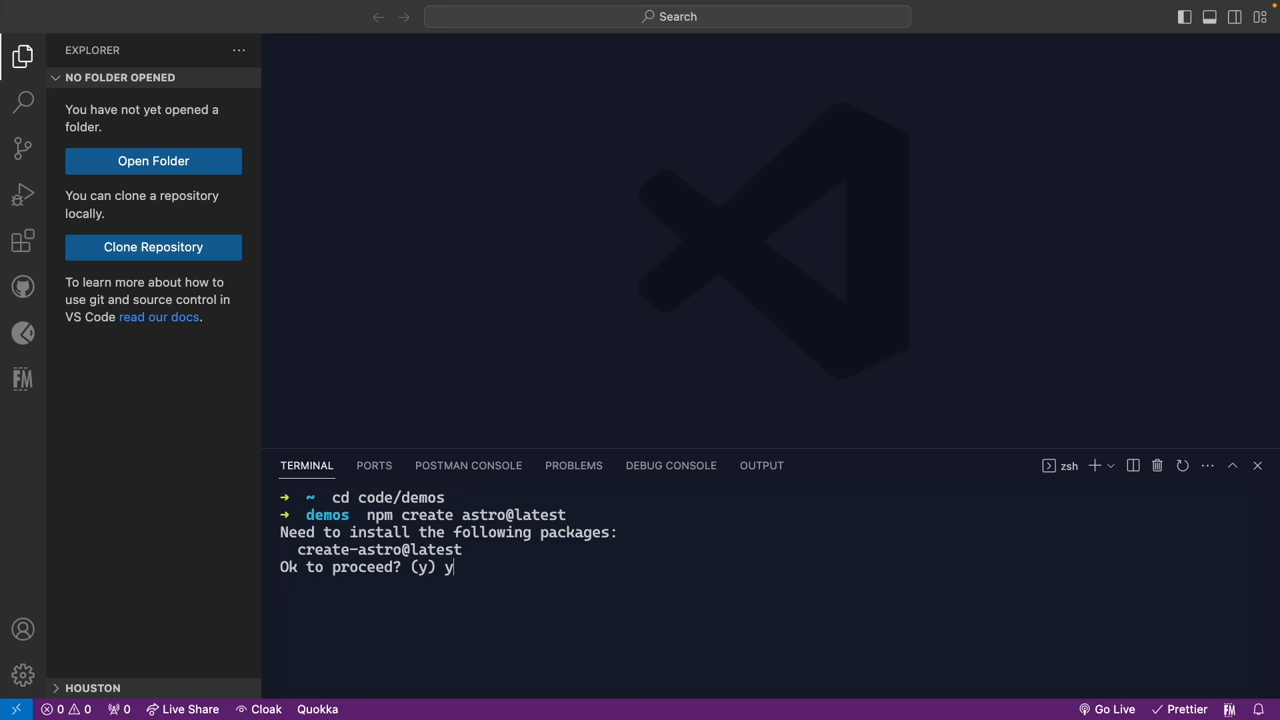 Search
EXPLORER
NO FOLDER OPENED
You have not yet opened a
folder.
Open Folder
You can clone a repository
locally.
Clone Repository
To learn more about how to
use git and source control in
VS Code read our docs.
FM
HOUSTON
TERMINAL PORTS POSTMAN CONSOLE PROBLEMS DEBUG CONSOLE OUTPUT
zsh
➜ ~ cd code/demos
➜ demos npm create astro@latest
Need to install the following packages:
create-astro@latest
Ok to proceed? (y) y
0 0 0 Live Share Cloak Quokka Go Live Prettier FM